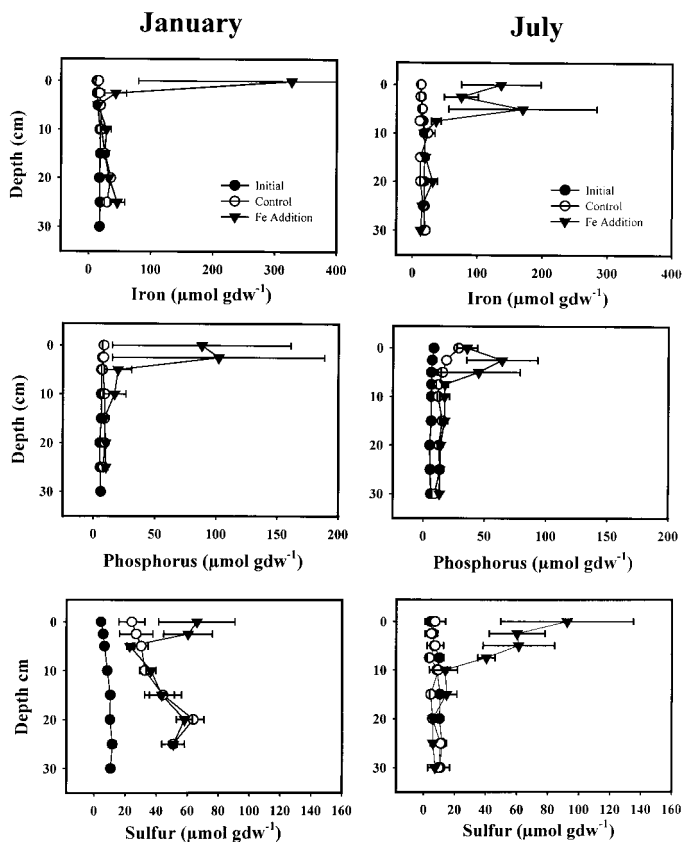 January
July
0
10
20
30
Depth (cm)
Initial
Control
Fe Addition
0 100 200 300 400
Iron (µmol gdw⁻¹)
0
10
20
30
Initial
Control
Fe Addition
0 100 200 300 400
Iron (µmol gdw⁻¹)
0
10
20
30
Depth (cm)
0 50 100 150 200
Phosphorus (µmol gdw⁻¹)
0
10
20
30
0 50 100 150 200
Phosphorus (µmol gdw⁻¹)
0
10
20
30
Depth cm
0 20 40 60 80 100 120 140 160
Sulfur (µmol gdw⁻¹)
0
10
20
30
0 20 40 60 80 100 120 140 160
Sulfur (µmol gdw⁻¹)